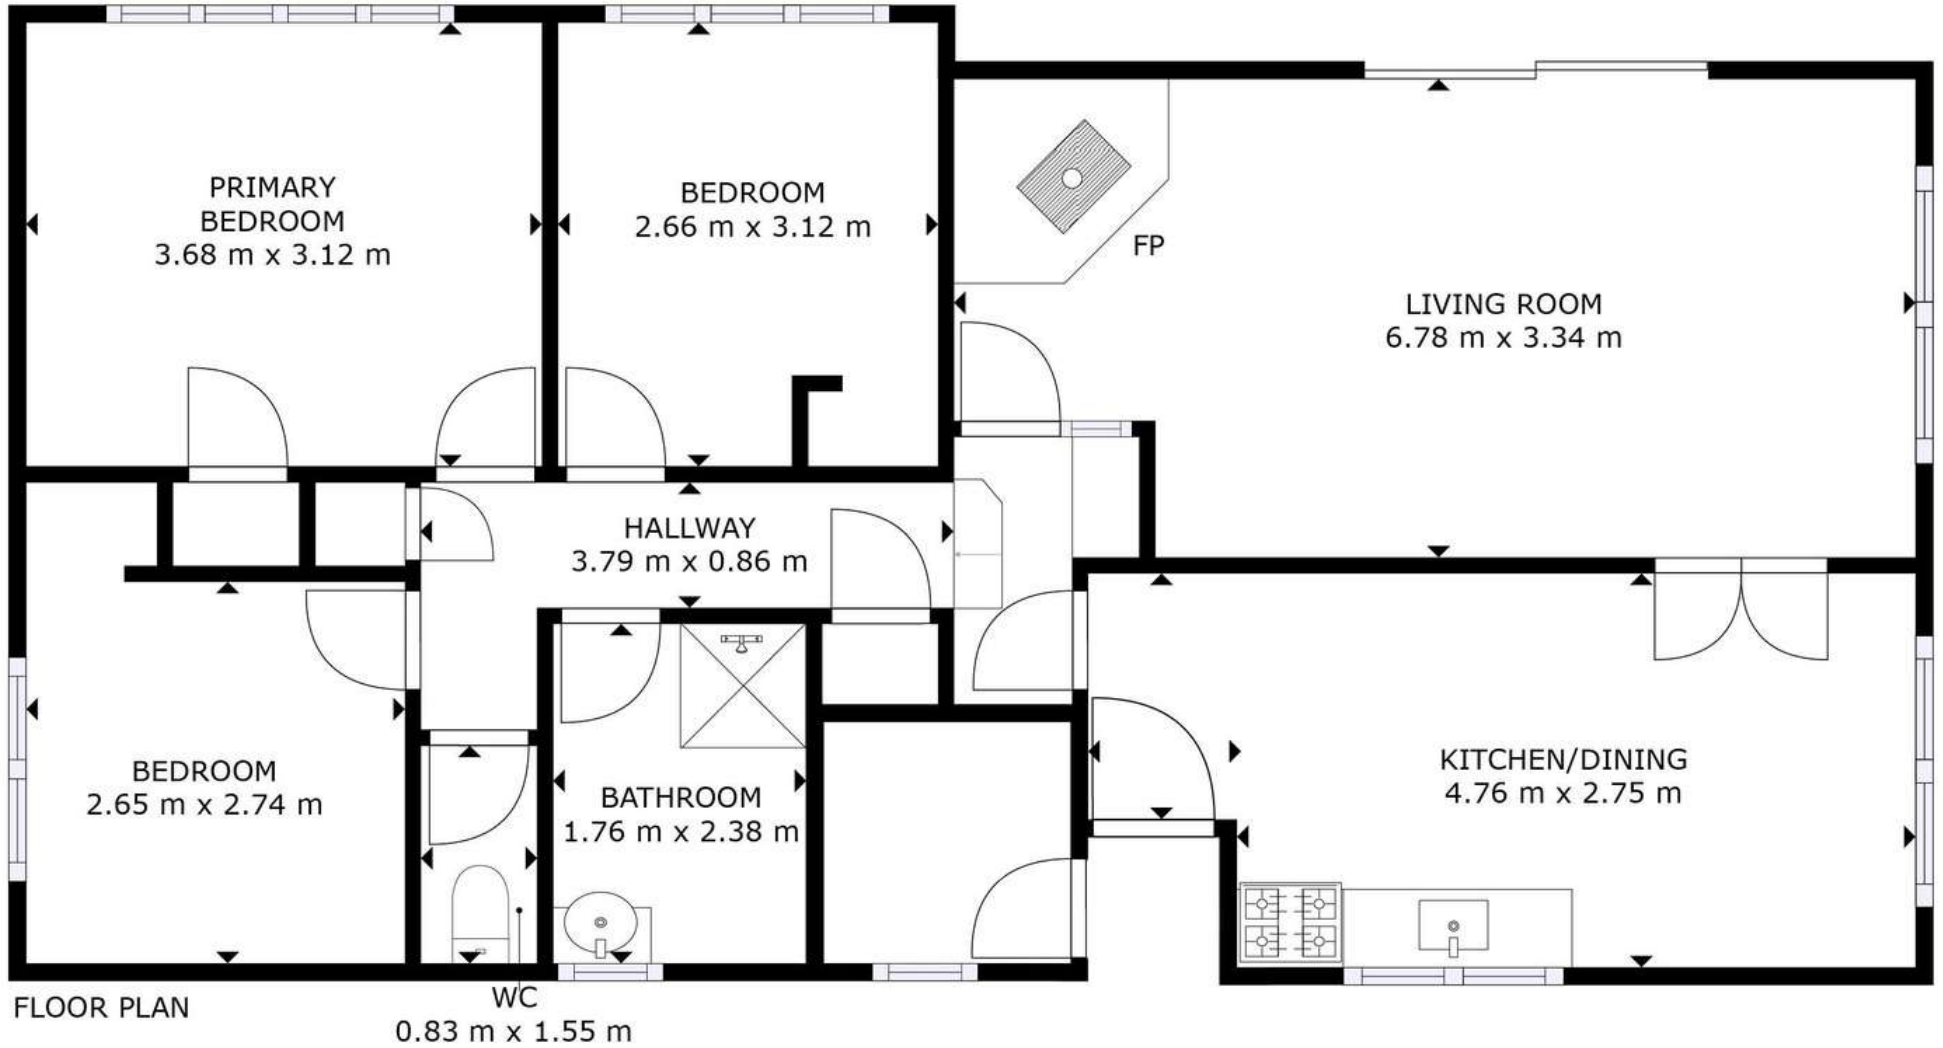 PRIMARY
BEDROOM
3.68 m x 3.12 m
BEDROOM
2.66 m x 3.12 m
FP
LIVING ROOM
6.78 m x 3.34 m
HALLWAY
3.79 m x 0.86 m
BEDROOM
2.65 m x 2.74 m
BATHROOM
1.76 m x 2.38 m
KITCHEN/DINING
4.76 m x 2.75 m
WC
0.83 m x 1.55 m
FLOOR PLAN